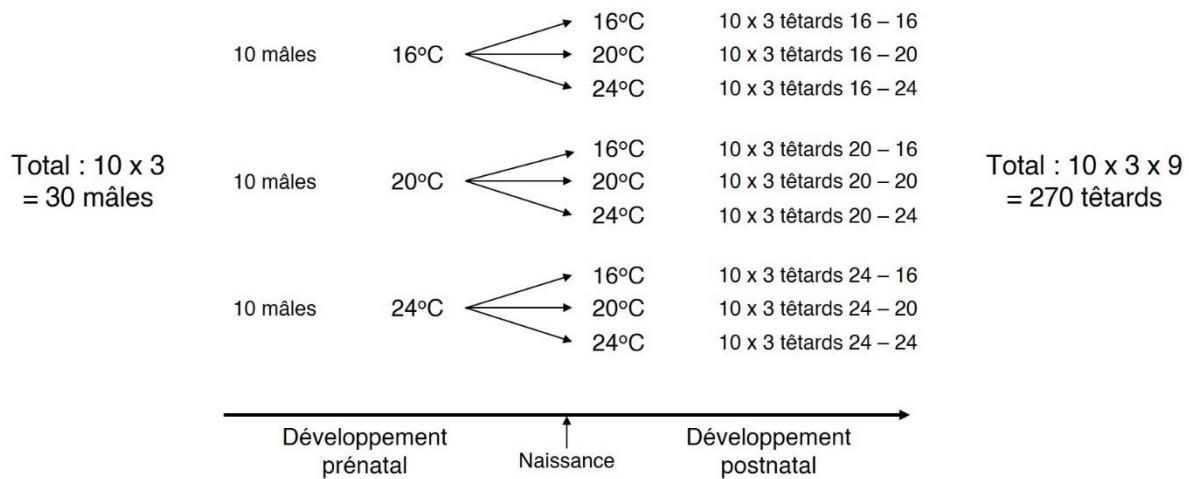 16°C 10 x 3 têtards 16 – 16
10 mâles 16°C 20°C 10 x 3 têtards 16 – 20
24°C 10 x 3 têtards 16 – 24
Total : 10 x 3
= 30 mâles
16°C 10 x 3 têtards 20 – 16
10 mâles 20°C 20°C 10 x 3 têtards 20 – 20
24°C 10 x 3 têtards 20 – 24
Total : 10 x 3 x 9
= 270 têtards
16°C 10 x 3 têtards 24 – 16
10 mâles 24°C 20°C 10 x 3 têtards 24 – 20
24°C 10 x 3 têtards 24 – 24
Développement
prénatal
Naissance
Développement
postnatal